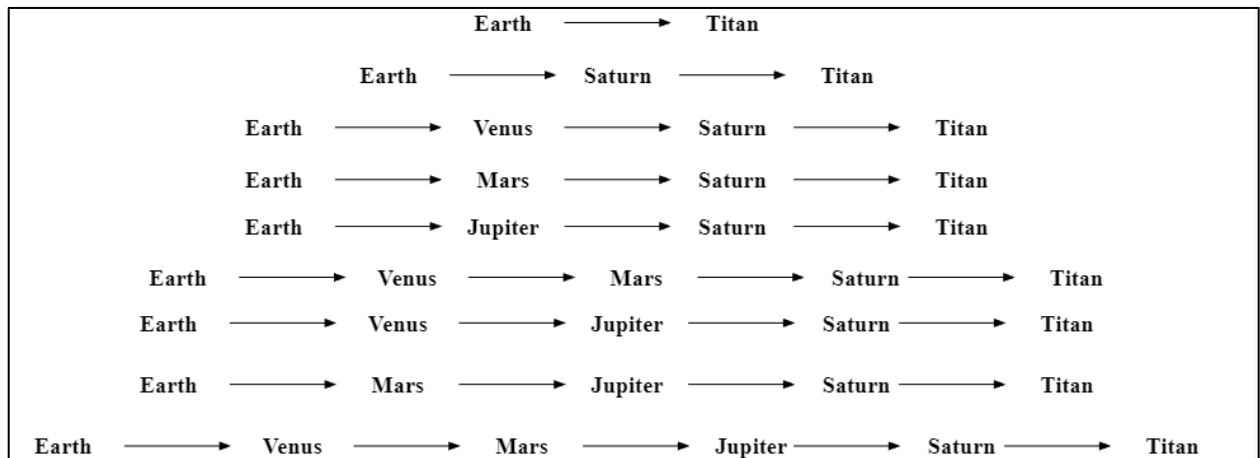 Earth Titan
Earth Saturn Titan
Earth Venus Saturn Titan
Earth Mars Saturn Titan
Earth Jupiter Saturn Titan
Earth Venus Mars Saturn Titan
Earth Venus Jupiter Saturn Titan
Earth Mars Jupiter Saturn Titan
Earth Venus Mars Jupiter Saturn Titan